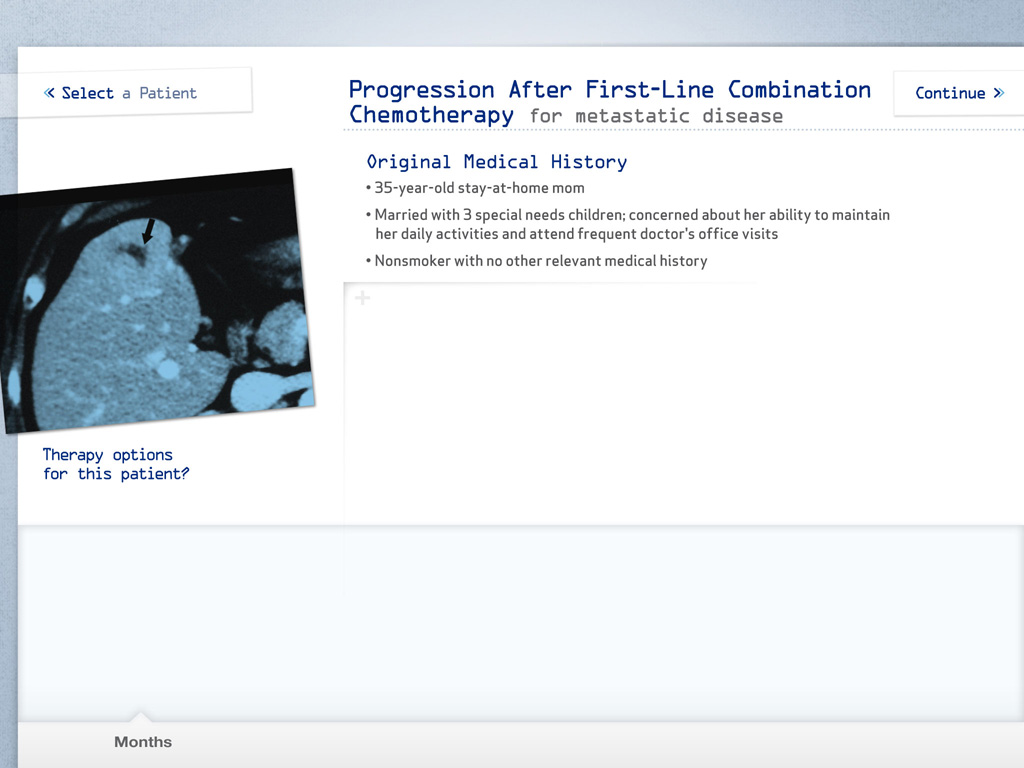 « Select a Patient
Progression After First-Line Combination
Chemotherapy for metastatic disease
Continue »
Original Medical History
• 35-year-old stay-at-home mom
• Married with 3 special needs children; concerned about her ability to maintain
her daily activities and attend frequent doctor's office visits
• Nonsmoker with no other relevant medical history
+
Therapy options
for this patient?
Months